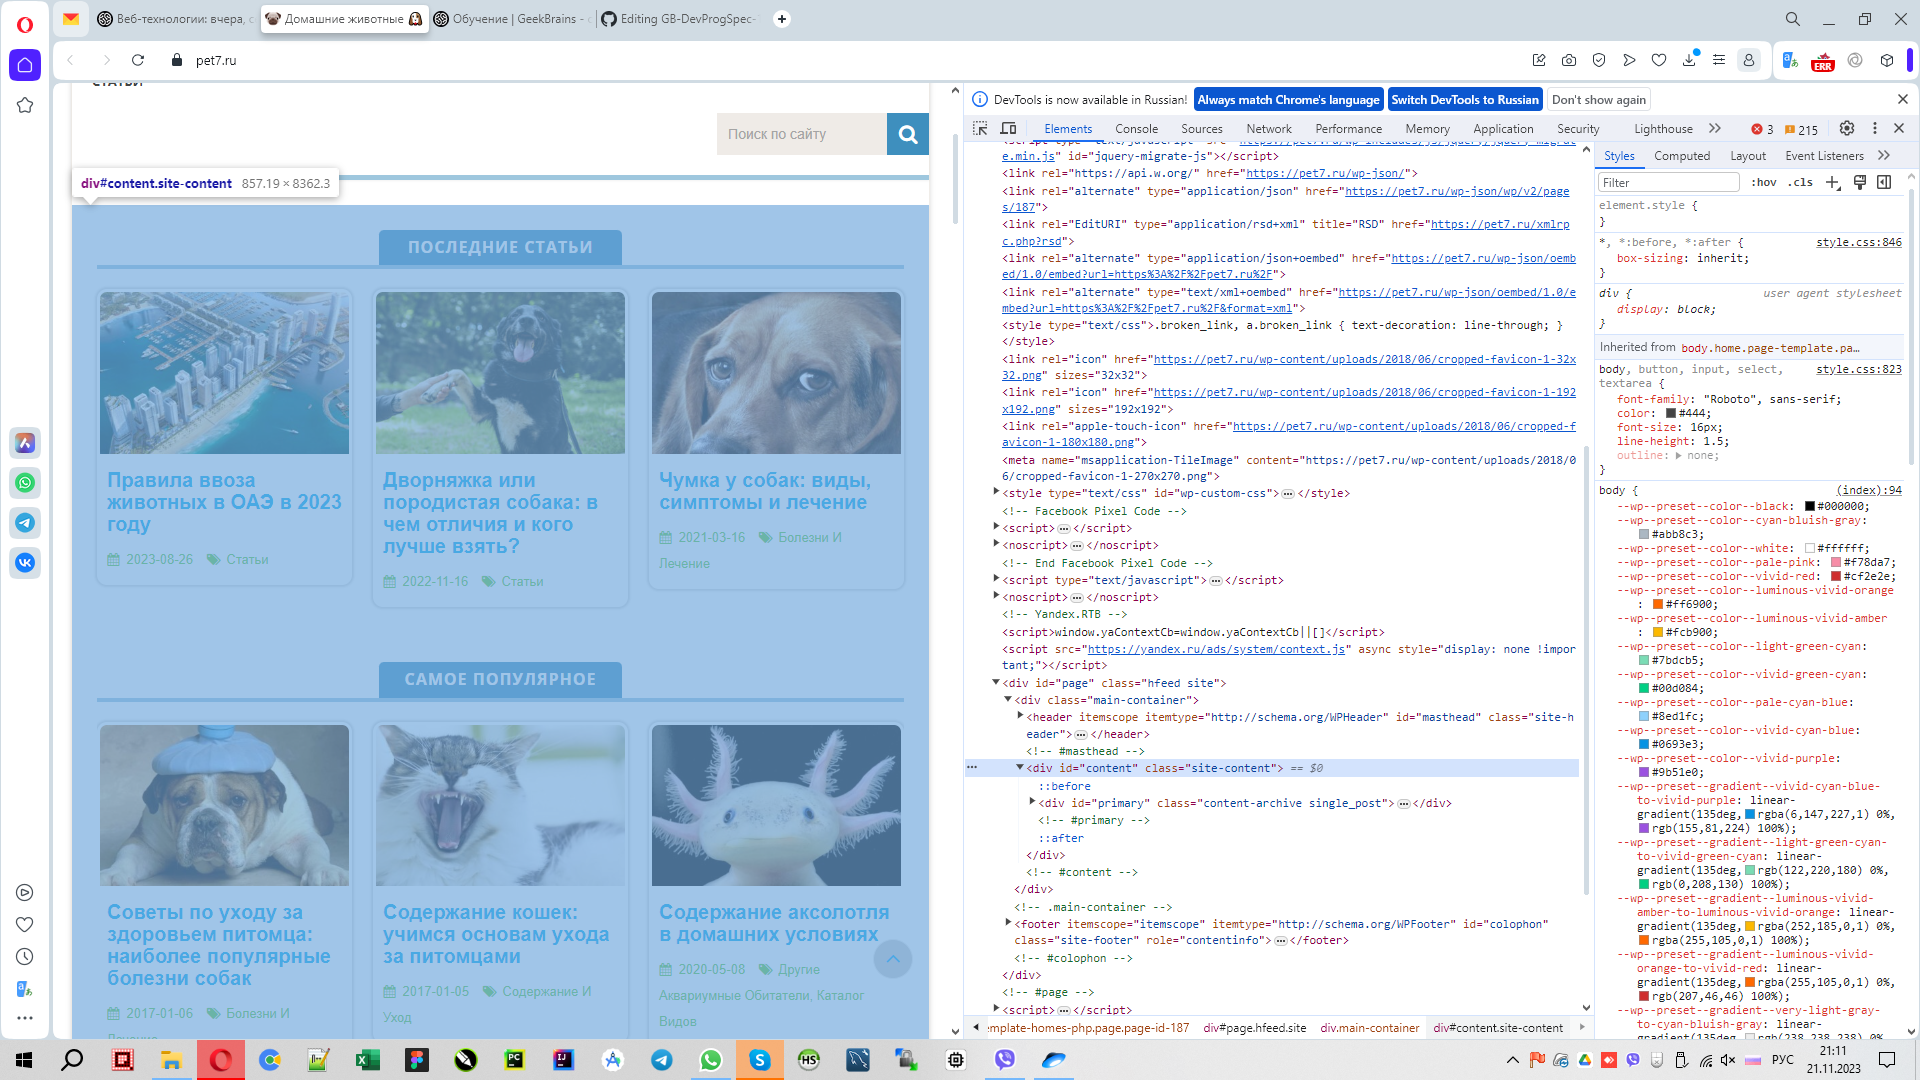 Веб-технологии: вчера, с
Домашние животные
Обучение | GeekBrains -
Editing GB-DevProgSpec-
pet7.ru
ERR
СТАТЬИ
Поиск по сайту
div#content.site-content 857.19 × 8362.3
ПОСЛЕДНИЕ СТАТЬИ
Правила ввоза
животных в ОАЭ в 2023
году
2023-08-26 Статьи
Дворняжка или
породистая собака: в
чем отличия и кого
лучше взять?
2022-11-16 Статьи
Чумка у собак: виды,
симптомы и лечение
2021-03-16 Болезни И
Лечение
САМОЕ ПОПУЛЯРНОЕ
Советы по уходу за
здоровьем питомца:
наиболее популярные
болезни собак
2017-01-06 Болезни И
Лечение
Содержание кошек:
учимся основам ухода
за питомцами
2017-01-05 Содержание И
Уход
Содержание аксолотля
в домашних условиях
2020-05-08 Другие
Аквариумные Обитатели, Каталог
Видов
DevTools is now available in Russian!
Always match Chrome's language
Switch DevTools to Russian
Don't show again
Elements Console Sources Network Performance Memory Application Security Lighthouse 3 215
e.min.js" id="jquery-migrate-js"></script>
<link rel="https://api.w.org/" href="https://pet7.ru/wp-json/">
<link rel="alternate" type="application/json" href="https://pet7.ru/wp-json/wp/v2/page
s/187">
<link rel="EditURI" type="application/rsd+xml" title="RSD" href="https://pet7.ru/xmlrp
c.php?rsd">
<link rel="alternate" type="application/json+oembed" href="https://pet7.ru/wp-json/oem
bed/1.0/embed?url=https%3A%2F%2Fpet7.ru%2F">
<link rel="alternate" type="text/xml+oembed" href="https://pet7.ru/wp-json/oembed/1.0/e
mbed?url=https%3A%2F%2Fpet7.ru%2F&format=xml">
<style type="text/css">.broken_link, a.broken_link { text-decoration: line-through; }
</style>
<link rel="icon" href="https://pet7.ru/wp-content/uploads/2018/06/cropped-favicon-1-32x
32.png" sizes="32x32">
<link rel="icon" href="https://pet7.ru/wp-content/uploads/2018/06/cropped-favicon-1-192
x192.png" sizes="192x192">
<link rel="apple-touch-icon" href="https://pet7.ru/wp-content/uploads/2018/06/cropped-f
avicon-1-180x180.png">
<meta name="msapplication-TileImage" content="https://pet7.ru/wp-content/uploads/2018/0
6/cropped-favicon-1-270x270.png">
<style type="text/css" id="wp-custom-css">…</style>
<!-- Facebook Pixel Code -->
<script>…</script>
<noscript>…</noscript>
<!-- End Facebook Pixel Code -->
<script type="text/javascript">…</script>
<noscript>…</noscript>
<!-- Yandex.RTB -->
<script>window.yaContextCb=window.yaContextCb||[]</script>
<script src="https://yandex.ru/ads/system/context.js" async style="display: none !impor
tant;"></script>
<div id="page" class="hfeed site">
<div class="main-container">
<header itemscope itemtype="http://schema.org/WPHeader" id="masthead" class="site-h
eader">…</header>
<!-- #masthead -->
<div id="content" class="site-content"> == $0
::before
<div id="primary" class="content-archive single_post">…</div>
<!-- #primary -->
::after
</div>
<!-- #content -->
</div>
<!-- .main-container -->
<footer itemscope="itemscope" itemtype="http://schema.org/WPFooter" id="colophon"
class="site-footer" role="contentinfo">…</footer>
<!-- #colophon -->
</div>
<!-- #page -->
<script>…</script>
emplate-homes-php.page.page-id-187 div#page.hfeed.site div.main-container div#content.site-content
Styles Computed Layout Event Listeners
Filter :hov .cls
element.style {
}
*, *:before, *:after { style.css:846
box-sizing: inherit;
}
div { user agent stylesheet
display: block;
}
Inherited from body.home.page-template.pa…
body, button, input, select, style.css:823
textarea {
font-family: "Roboto", sans-serif;
color: #444;
font-size: 16px;
line-height: 1.5;
outline: none;
}
body { (index):94
--wp--preset--color--black: #000000;
--wp--preset--color--cyan-bluish-gray:
#abb8c3;
--wp--preset--color--white: #ffffff;
--wp--preset--color--pale-pink: #f78da7;
--wp--preset--color--vivid-red: #cf2e2e;
--wp--preset--color--luminous-vivid-orange
: #ff6900;
--wp--preset--color--luminous-vivid-amber
: #fcb900;
--wp--preset--color--light-green-cyan:
#7bdcb5;
--wp--preset--color--vivid-green-cyan:
#00d084;
--wp--preset--color--pale-cyan-blue:
#8ed1fc;
--wp--preset--color--vivid-cyan-blue:
#0693e3;
--wp--preset--color--vivid-purple:
#9b51e0;
--wp--preset--gradient--vivid-cyan-blue-
to-vivid-purple: linear-
gradient(135deg,rgba(6,147,227,1) 0%,
rgb(155,81,224) 100%);
--wp--preset--gradient--light-green-cyan-
to-vivid-green-cyan: linear-
gradient(135deg,rgb(122,220,180) 0%,
rgb(0,208,130) 100%);
--wp--preset--gradient--luminous-vivid-
amber-to-luminous-vivid-orange: linear-
gradient(135deg,rgba(252,185,0,1) 0%,
rgba(255,105,0,1) 100%);
--wp--preset--gradient--luminous-vivid-
orange-to-vivid-red: linear-
gradient(135deg,rgba(255,105,0,1) 0%,
rgb(207,46,46) 100%);
--wp--preset--gradient--very-light-gray-
to-cyan-bluish-gray: linear-
gradient(135deg,rgb(238,238,238) 0%,
РУС
21:11
21.11.2023